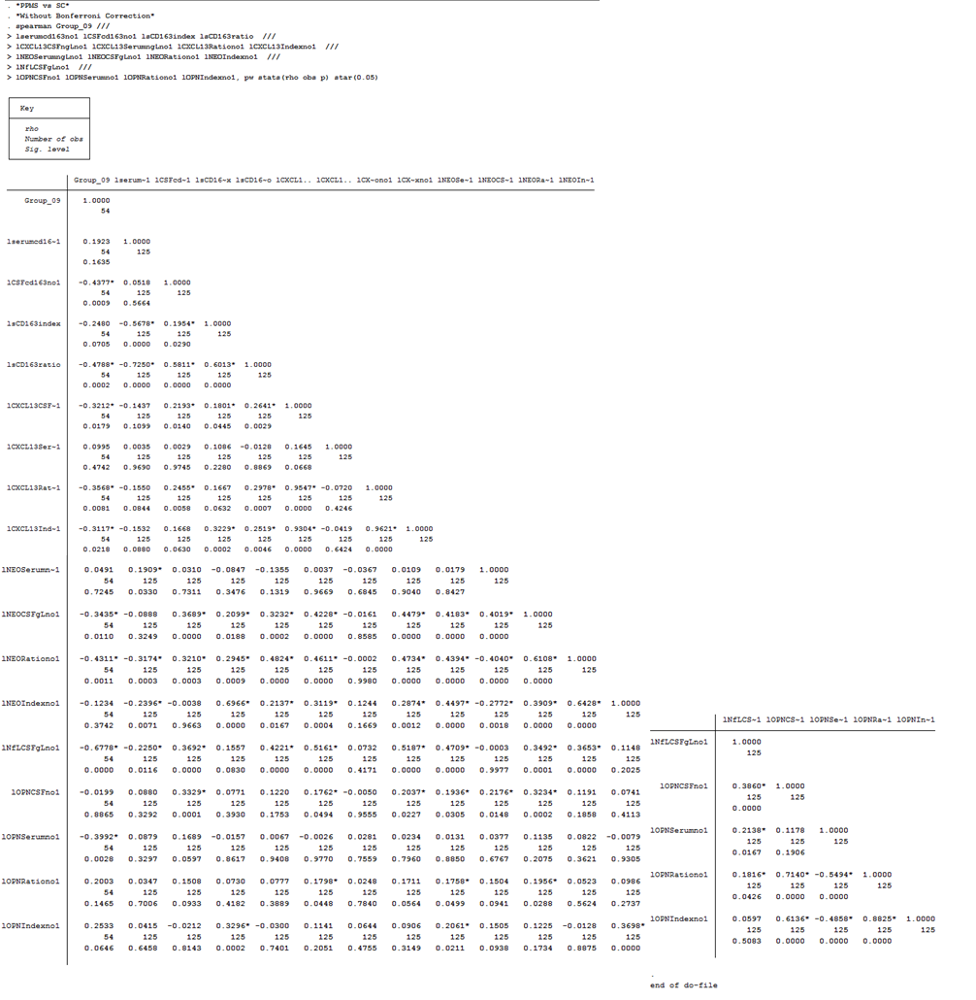 . *PPMS vs SC*
. *Without Bonferroni Correction*
. spearman Group_09 ///
> lserumcd163no1 lCSFcd163no1 lsCD163index lsCD163ratio ///
> lCXCL13CSFngLno1 lCXCL13SerumngLno1 lCXCL13Rationo1 lCXCL13Indexno1 ///
> lNEOSerumngLno1 lNEOCSFgLno1 lNEORationo1 lNEOIndexno1 ///
> lNfLCSFgLno1 ///
> lOPNCSFno1 lOPNSerumno1 lOPNRationo1 lOPNIndexno1, pw stats(rho obs p) star(0.05)
Key
rho
Number of obs
Sig. level
Group_09 lserum~1 lCSFcd~1 lsCD16~x lsCD16~o lCXCL1.. lCXCL1.. lCX~ono1 lCX~xno1 lNEOSe~1 lNEOCS~1 lNEORa~1 lNEOIn~1
Group_09 1.0000
54
lserumcd16~1 0.1923 1.0000
54 125
0.1635
lCSFcd163no1 -0.4377* 0.0518 1.0000
54 125 125
0.0009 0.5664
lsCD163index -0.2480 -0.5678* 0.1954* 1.0000
54 125 125 125
0.0705 0.0000 0.0290
lsCD163ratio -0.4788* -0.7250* 0.5811* 0.6013* 1.0000
54 125 125 125 125
0.0002 0.0000 0.0000 0.0000
lCXCL13CSF~1 -0.3212* -0.1437 0.2193* 0.1801* 0.2641* 1.0000
54 125 125 125 125 125
0.0179 0.1099 0.0140 0.0445 0.0029
lCXCL13Ser~1 0.0995 0.0035 0.0029 0.1086 -0.0128 0.1645 1.0000
54 125 125 125 125 125 125
0.4742 0.9690 0.9745 0.2280 0.8869 0.0668
lCXCL13Rat~1 -0.3568* -0.1550 0.2455* 0.1667 0.2978* 0.9547* -0.0720 1.0000
54 125 125 125 125 125 125 125
0.0081 0.0844 0.0058 0.0632 0.0007 0.0000 0.4246
lCXCL13Ind~1 -0.3117* -0.1532 0.1668 0.3229* 0.2519* 0.9304* -0.0419 0.9621* 1.0000
54 125 125 125 125 125 125 125 125
0.0218 0.0880 0.0630 0.0002 0.0046 0.0000 0.6424 0.0000
lNEOSerumn~1 0.0491 0.1909* 0.0310 -0.0847 -0.1355 0.0037 -0.0367 0.0109 0.0179 1.0000
54 125 125 125 125 125 125 125 125 125
0.7245 0.0330 0.7311 0.3476 0.1319 0.9669 0.6845 0.9040 0.8427
lNEOCSFgLno1 -0.3435* -0.0888 0.3689* 0.2099* 0.3232* 0.4228* -0.0161 0.4479* 0.4183* 0.4019* 1.0000
54 125 125 125 125 125 125 125 125 125 125
0.0110 0.3249 0.0000 0.0188 0.0002 0.0000 0.8585 0.0000 0.0000 0.0000
lNEORationo1 -0.4311* -0.3174* 0.3210* 0.2945* 0.4824* 0.4611* -0.0002 0.4734* 0.4394* -0.4040* 0.6108* 1.0000
54 125 125 125 125 125 125 125 125 125 125 125
0.0011 0.0003 0.0003 0.0009 0.0000 0.0000 0.9980 0.0000 0.0000 0.0000 0.0000
lNEOIndexno1 -0.1234 -0.2396* -0.0038 0.6966* 0.2137* 0.3119* 0.1244 0.2874* 0.4497* -0.2772* 0.3909* 0.6428* 1.0000
54 125 125 125 125 125 125 125 125 125 125 125 125
0.3742 0.0071 0.9663 0.0000 0.0167 0.0004 0.1669 0.0012 0.0000 0.0018 0.0000 0.0000
lNfLCSFgLno1 -0.6778* -0.2250* 0.3692* 0.1557 0.4221* 0.5161* 0.0732 0.5187* 0.4709* -0.0003 0.3492* 0.3653* 0.1148
54 125 125 125 125 125 125 125 125 125 125 125 125
0.0000 0.0116 0.0000 0.0830 0.0000 0.0000 0.4171 0.0000 0.0000 0.9977 0.0001 0.0000 0.2025
lOPNCSFno1 -0.0199 0.0880 0.3329* 0.0771 0.1220 0.1762* -0.0050 0.2037* 0.1936* 0.2176* 0.3234* 0.1191 0.0741
54 125 125 125 125 125 125 125 125 125 125 125 125
0.8865 0.3292 0.0001 0.3930 0.1753 0.0494 0.9555 0.0227 0.0305 0.0148 0.0002 0.1858 0.4113
lOPNSerumno1 -0.3992* 0.0879 0.1689 -0.0157 0.0067 -0.0026 0.0281 0.0234 0.0131 0.0377 0.1135 0.0822 -0.0079
54 125 125 125 125 125 125 125 125 125 125 125 125
0.0028 0.3297 0.0597 0.8617 0.9408 0.9770 0.7559 0.7960 0.8850 0.6767 0.2075 0.3621 0.9305
lOPNRationo1 0.2003 0.0347 0.1508 0.0730 0.0777 0.1798* 0.0248 0.1711 0.1758* 0.1504 0.1956* 0.0523 0.0986
54 125 125 125 125 125 125 125 125 125 125 125 125
0.1465 0.7006 0.0933 0.4182 0.3889 0.0448 0.7840 0.0564 0.0499 0.0941 0.0288 0.5624 0.2737
lOPNIndexno1 0.2533 0.0415 -0.0212 0.3296* -0.0300 0.1141 0.0644 0.0906 0.2061* 0.1505 0.1225 -0.0128 0.3698*
54 125 125 125 125 125 125 125 125 125 125 125 125
0.0646 0.6458 0.8143 0.0002 0.7401 0.2051 0.4755 0.3149 0.0211 0.0938 0.1734 0.8875 0.0000
lNfLCS~1 lOPNCS~1 lOPNSe~1 lOPNRa~1 lOPNIn~1
lNfLCSFgLno1 1.0000
125
lOPNCSFno1 0.3860* 1.0000
125 125
0.0000
lOPNSerumno1 0.2138* 0.1178 1.0000
125 125 125
0.0167 0.1906
lOPNRationo1 0.1816* 0.7140* -0.5494* 1.0000
125 125 125 125
0.0426 0.0000 0.0000
lOPNIndexno1 0.0597 0.6136* -0.4858* 0.8825* 1.0000
125 125 125 125 125
0.5083 0.0000 0.0000 0.0000
.
end of do-file